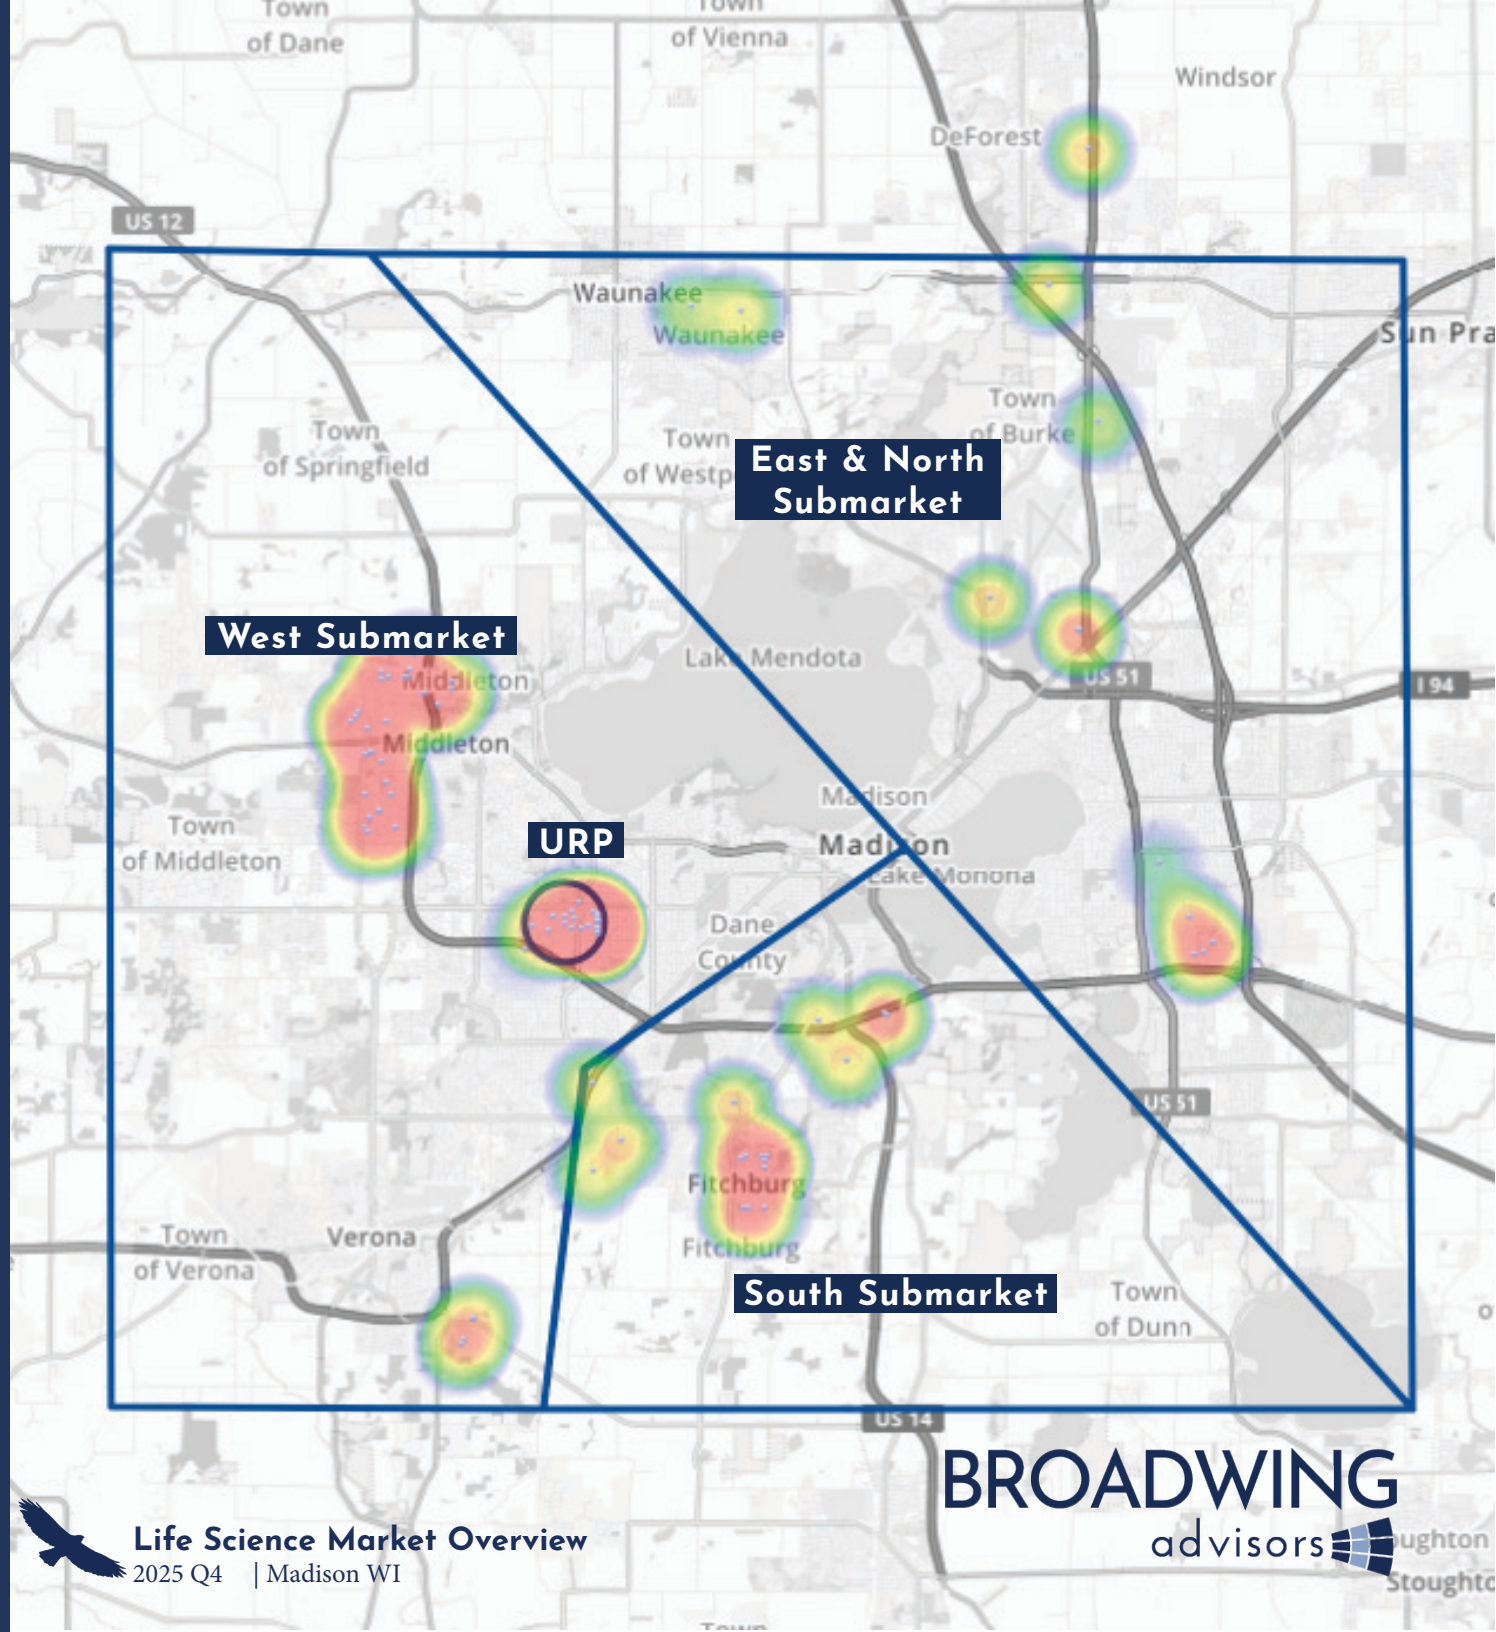 Town
of Dane
Town
of Vienna
Windsor
DeForest
US 12
Waunakee
Waunakee
Sun Pra
Town
of Springfield
Town
of Westp
Town
of Burke
East & North
Submarket
West Submarket
Lake Mendota
Middleton
US 51
I 94
Middleton
Madison
Town
of Middleton
URP
Madison
Lake Monona
Dane
County
US 51
Fitchburg
Verona
Town
of Verona
Fitchburg
South Submarket
Town
of Dunn
US 14
BROADWING
advisors
Life Science Market Overview
2025 Q4 | Madison WI
oughton
Stoughto
Town